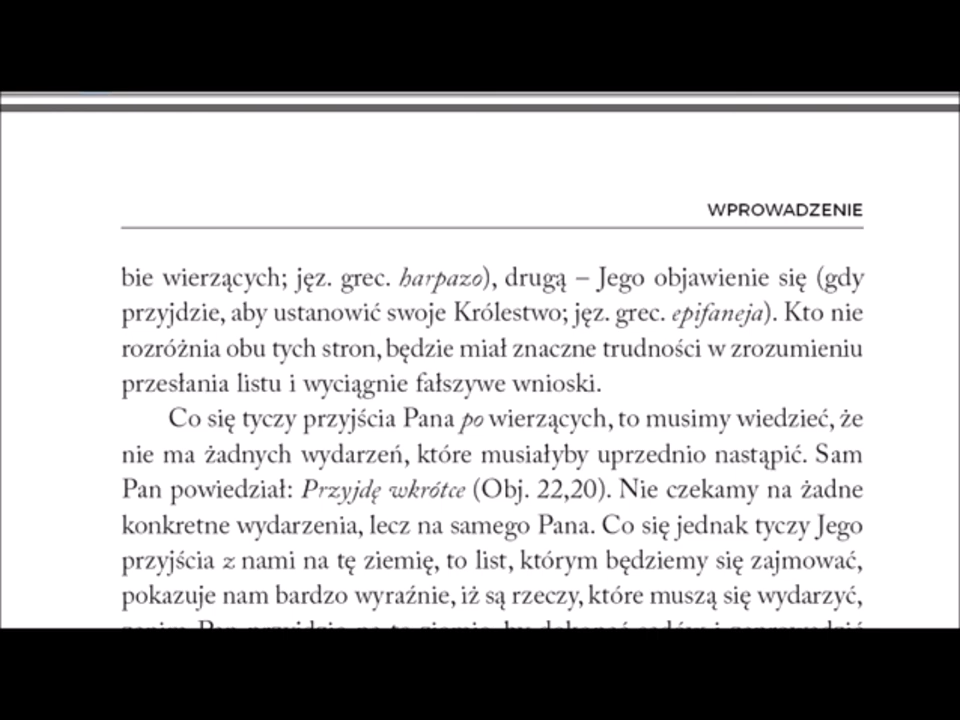 WPROWADZENIE
bie wierzących; jęz. grec. harpazo), drugą – Jego objawienie się (gdy
przyjdzie, aby ustanowić swoje Królestwo; jęz. grec. epifaneja). Kto nie
rozróżnia obu tych stron, będzie miał znaczne trudności w zrozumieniu
przesłania listu i wyciągnie fałszywe wnioski.
Co się tyczy przyjścia Pana po wierzących, to musimy wiedzieć, że
nie ma żadnych wydarzeń, które musiałyby uprzednio nastąpić. Sam
Pan powiedział: Przyjdę wkrótce (Obj. 22,20). Nie czekamy na żadne
konkretne wydarzenia, lecz na samego Pana. Co się jednak tyczy Jego
przyjścia z nami na tę ziemię, to list, którym będziemy się zajmować,
pokazuje nam bardzo wyraźnie, iż są rzeczy, które muszą się wydarzyć,